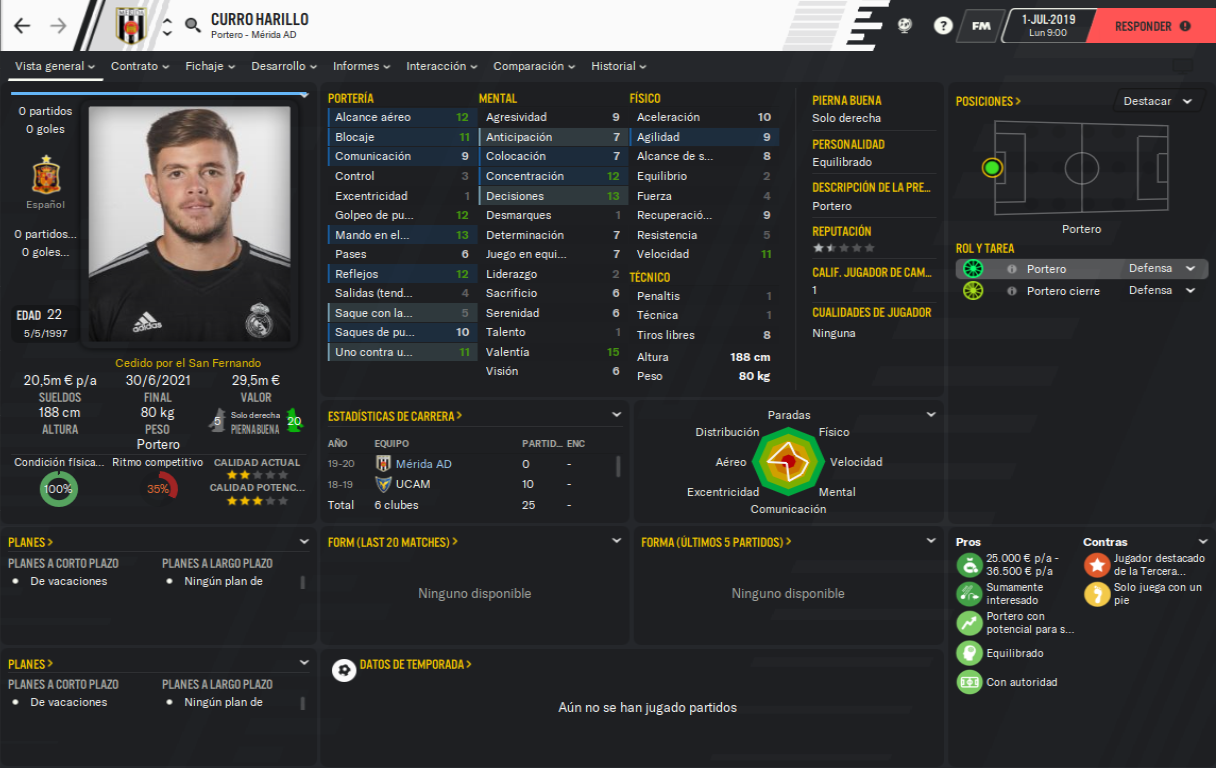 CURRO HARILLO
Portero - Mérida AD
?
FM
1-JUL-2019
Lun 9:00
RESPONDER
Vista general
Contrato
Fichaje
Desarrollo
Informes
Interacción
Comparación
Historial
0 partidos
0 goles
Español
0 partidos...
0 goles...
EDAD 22
5/5/1997
adidas
Cedido por el San Fernando
20,5m € p/a
SUELDOS
30/6/2021
FINAL
29,5m €
VALOR
188 cm
ALTURA
80 kg
PESO
5
Solo derecha
PIERNA BUENA
20
Portero
Condición física...
100%
Ritmo competitivo
35%
CALIDAD ACTUAL
CALIDAD POTENC...
PORTERÍA
Alcance aéreo 12
Blocaje 11
Comunicación 9
Control 3
Excentricidad 1
Golpeo de pu... 12
Mando en el... 13
Pases 6
Reflejos 12
Salidas (tend... 4
Saque con la... 5
Saques de pu... 10
Uno contra u... 11
MENTAL
Agresividad 9
Anticipación 7
Colocación 7
Concentración 12
Decisiones 13
Desmarques 1
Determinación 7
Juego en equi... 7
Liderazgo 2
Sacrificio 6
Serenidad 6
Talento 1
Valentía 15
Visión 6
FÍSICO
Aceleración 10
Agilidad 9
Alcance de s... 8
Equilibrio 2
Fuerza 4
Recuperació... 9
Resistencia 5
Velocidad 11
TÉCNICO
Penaltis 1
Técnica 1
Tiros libres 8
Altura 188 cm
Peso 80 kg
PIERNA BUENA
Solo derecha
PERSONALIDAD
Equilibrado
DESCRIPCIÓN DE LA PRE...
Portero
REPUTACIÓN
CALIF. JUGADOR DE CAM...
1
CUALIDADES DE JUGADOR
Ninguna
POSICIONES >
Destacar
Portero
ROL Y TAREA
Portero Defensa
Portero cierre Defensa
ESTADÍSTICAS DE CARRERA >
AÑO EQUIPO PARTID... ENC
19-20 Mérida AD 0 -
18-19 UCAM 10 -
Total 6 clubes 25 -
Paradas
Distribución
Físico
Aéreo
Velocidad
Excentricidad
Mental
Comunicación
PLANES >
PLANES A CORTO PLAZO
De vacaciones
PLANES A LARGO PLAZO
Ningún plan de
FORM (LAST 20 MATCHES) >
Ninguno disponible
FORMA (ÚLTIMOS 5 PARTIDOS) >
Ninguno disponible
Pros
25.000 € p/a -
36.500 € p/a
Sumamente
interesado
Portero con
potencial para s...
Equilibrado
Con autoridad
Contras
Jugador destacado
de la Tercera...
Solo juega con un
pie
PLANES >
PLANES A CORTO PLAZO
De vacaciones
PLANES A LARGO PLAZO
Ningún plan de
DATOS DE TEMPORADA >
Aún no se han jugado partidos